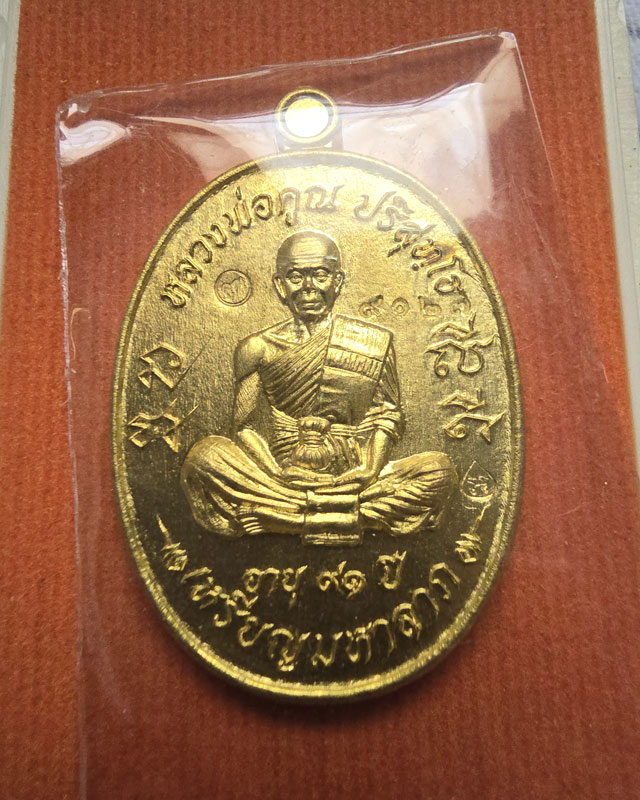 หลวงพ่อคูณ ปริสุทฺโธ
๙๐๒
อายุ ๙๑ ปี
เหรียญมหาลาภ